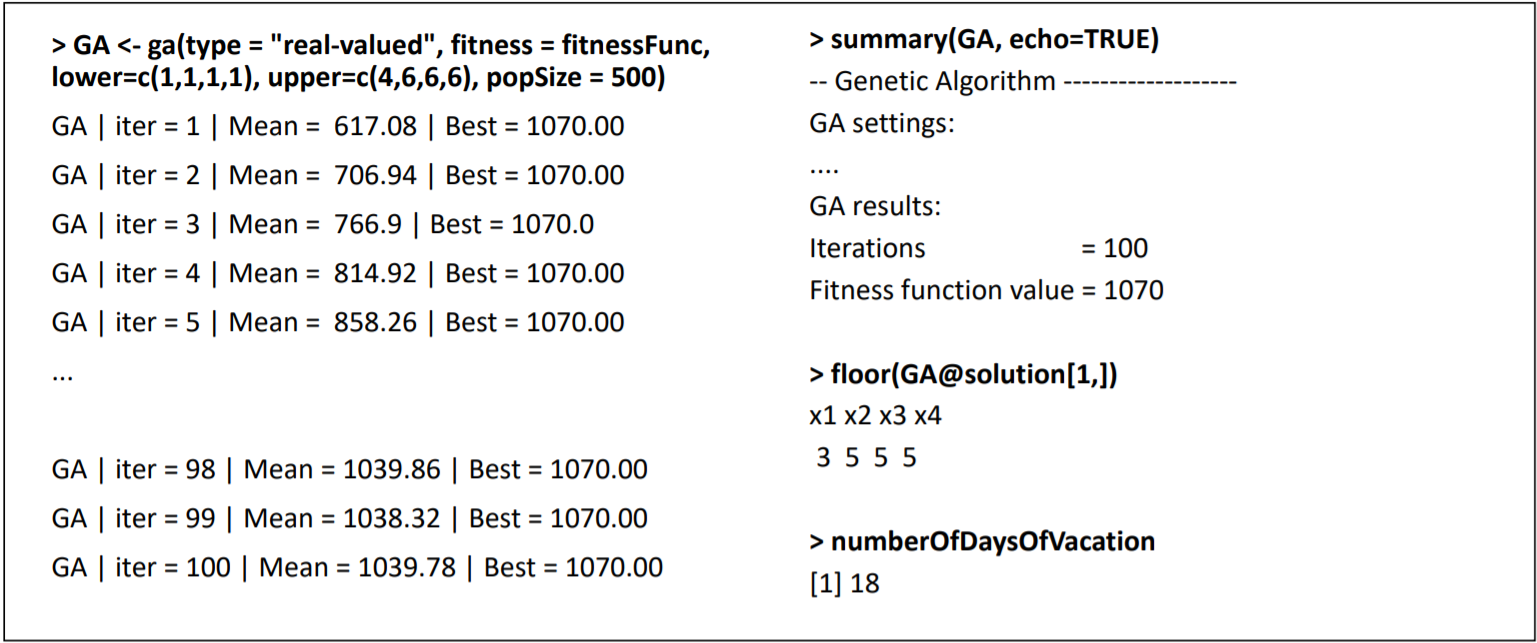 > GA <- ga(type = "real-valued", fitness = fitnessFunc,
lower=c(1,1,1,1), upper=c(4,6,6,6), popSize = 500)
GA | iter = 1 | Mean =  617.08 | Best = 1070.00
GA | iter = 2 | Mean =  706.94 | Best = 1070.00
GA | iter = 3 | Mean =  766.9 | Best = 1070.0
GA | iter = 4 | Mean =  814.92 | Best = 1070.00
GA | iter = 5 | Mean =  858.26 | Best = 1070.00
...
GA | iter = 98 | Mean = 1039.86 | Best = 1070.00
GA | iter = 99 | Mean = 1038.32 | Best = 1070.00
GA | iter = 100 | Mean = 1039.78 | Best = 1070.00
> summary(GA, echo=TRUE)
-- Genetic Algorithm -------------------
GA settings:
....
GA results:
Iterations = 100
Fitness function value = 1070
> floor(GA@solution[1,])
x1 x2 x3 x4
3 5 5 5
> numberOfDaysOfVacation
[1] 18